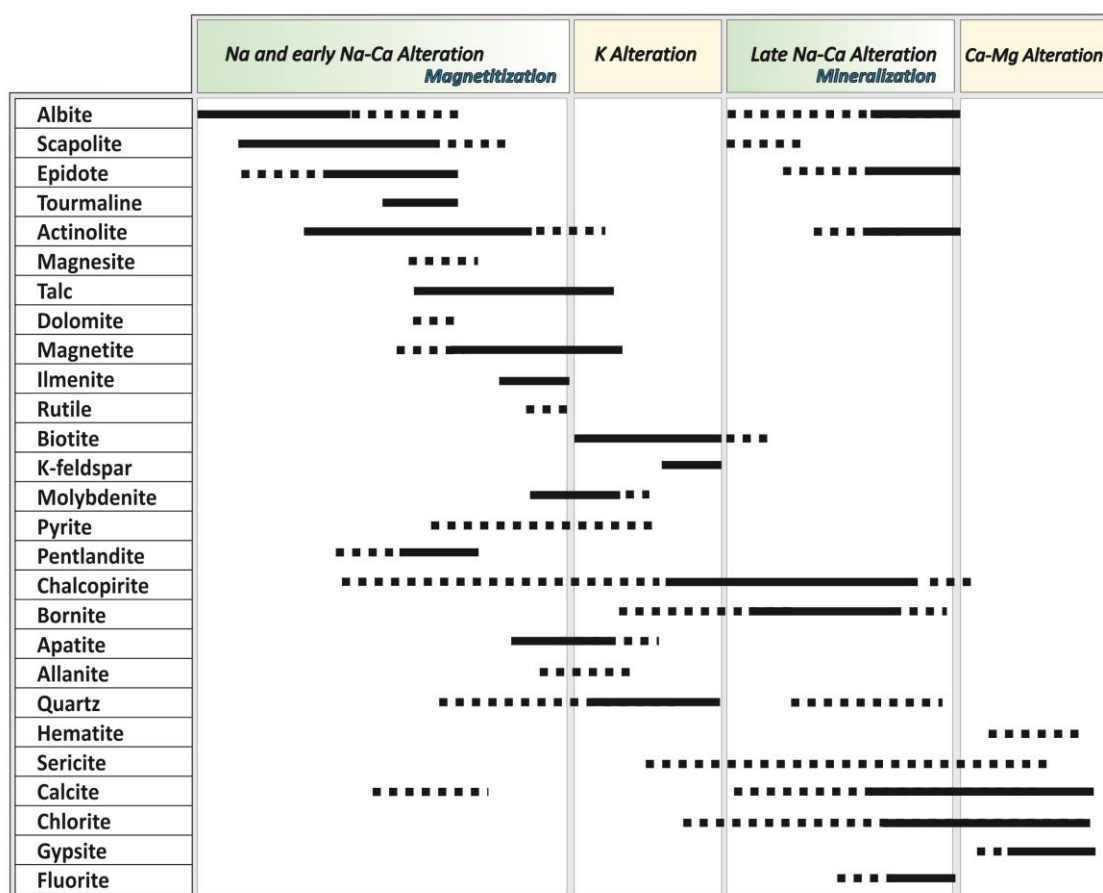 Na and early Na-Ca Alteration
Magnetitization
K Alteration
Late Na-Ca Alteration
Mineralization
Ca-Mg Alteration
Albite
Scapolite
Epidote
Tourmaline
Actinolite
Magnesite
Talc
Dolomite
Magnetite
Ilmenite
Rutile
Biotite
K-feldspar
Molybdenite
Pyrite
Pentlandite
Chalcopirite
Bornite
Apatite
Allanite
Quartz
Hematite
Sericite
Calcite
Chlorite
Gypsite
Fluorite